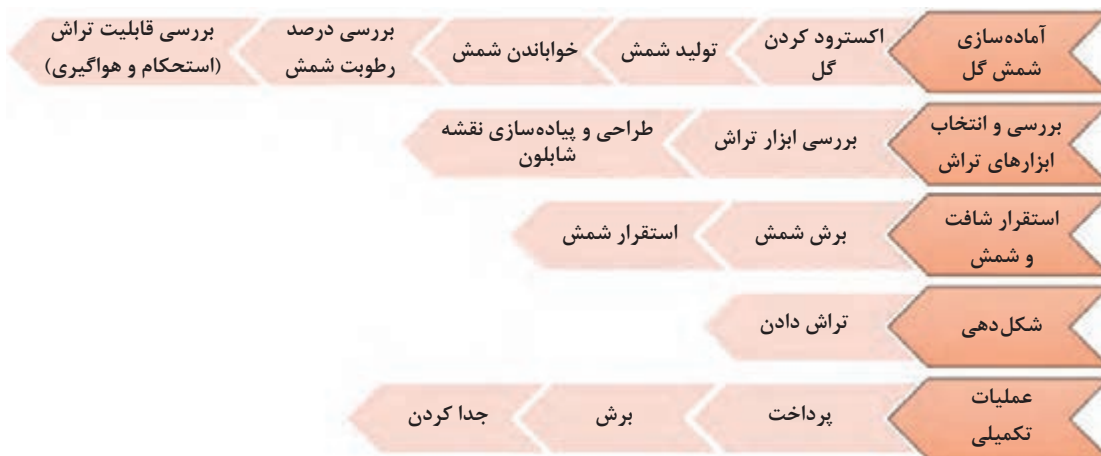 آماده‌سازی
شمش گل
اکسترود کردن
گل
تولید شمش
خواباندن شمش
بررسی درصد
رطوبت شمش
بررسی قابلیت تراش
(استحکام و هواگیری)
بررسی و انتخاب
ابزارهای تراش
بررسی ابزار تراش
طراحی و پیاده‌سازی نقشه
شابلون
استقرار شافت
و شمش
برش شمش
استقرار شمش
شکل‌دهی
تراش دادن
عملیات
تکمیلی
پرداخت
برش
جدا کردن